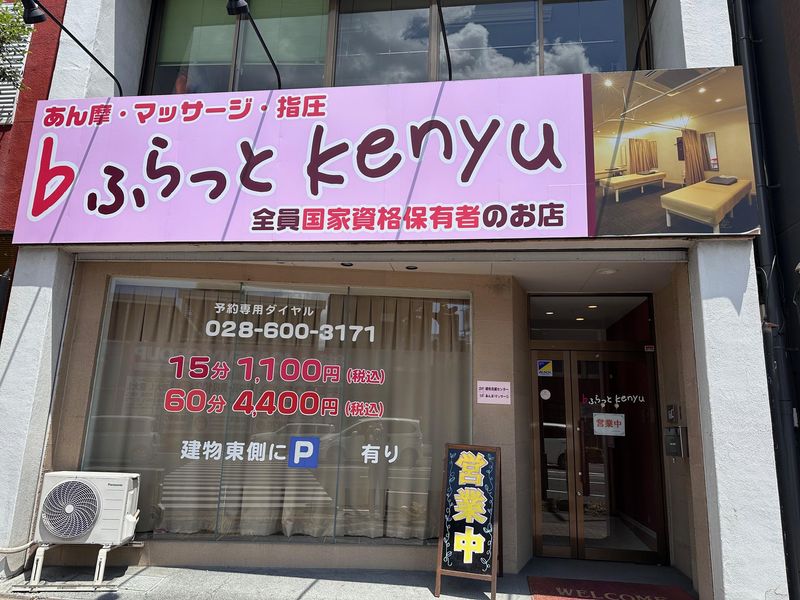 あん摩・マッサージ・指圧
bふらっと kenyu
全員国家資格保有者のお店
予約専用ダイヤル
028-600-3171
15分 1,100円 (税込)
60分 4,400円 (税込)
建物東側に P 有り
bふらっと kenyu
営業中
営業中
WELCOME
Panasonic